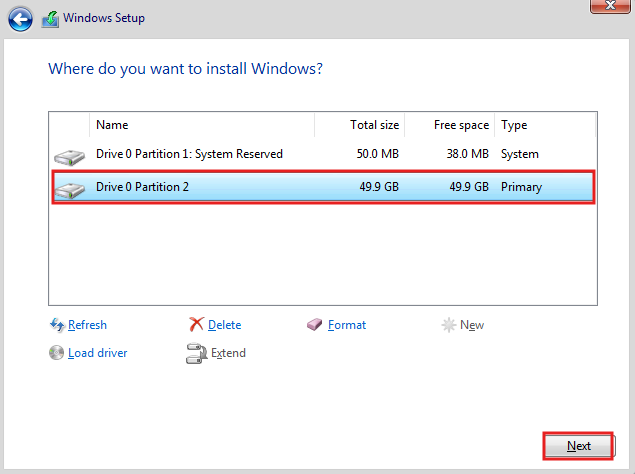 Windows Setup
Where do you want to install Windows?
Name Total size Free space Type
Drive 0 Partition 1: System Reserved 50.0 MB 38.0 MB System
Drive 0 Partition 2 49.9 GB 49.9 GB Primary
Refresh Delete Format New
Load driver Extend
Next